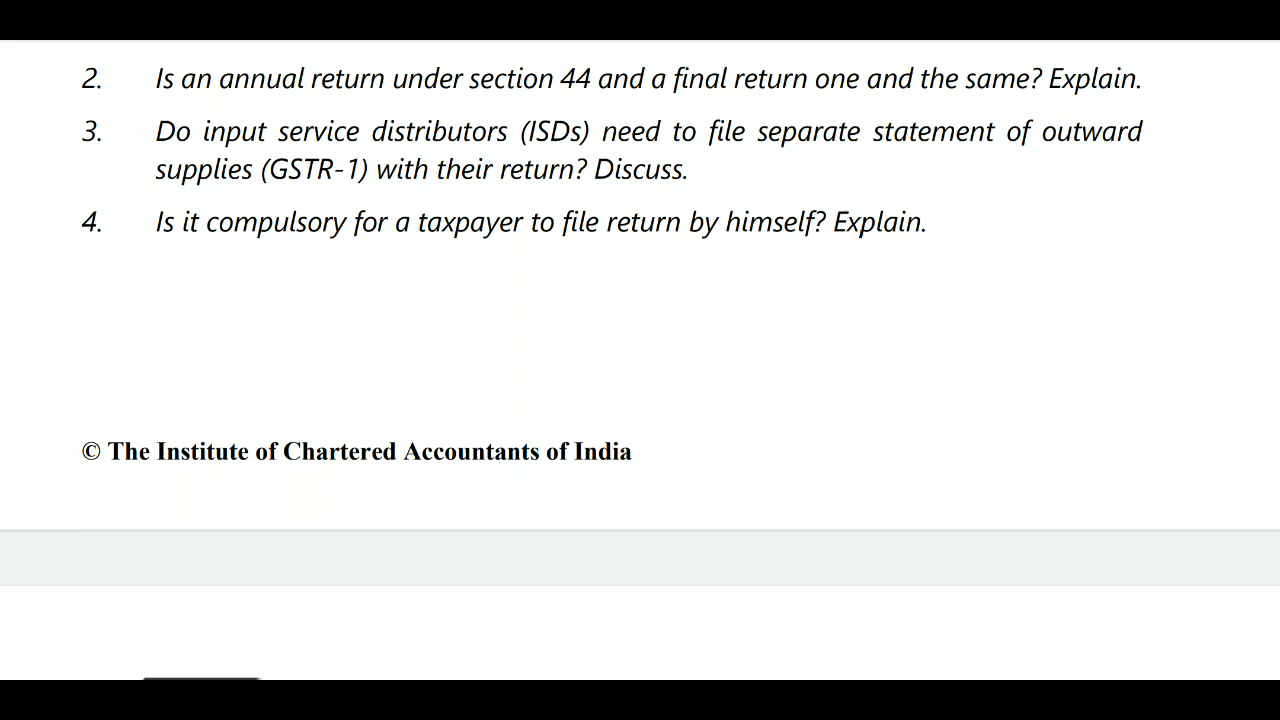 2. Is an annual return under section 44 and a final return one and the same? Explain.
3. Do input service distributors (ISDs) need to file separate statement of outward
supplies (GSTR-1) with their return? Discuss.
4. Is it compulsory for a taxpayer to file return by himself? Explain.
© The Institute of Chartered Accountants of India